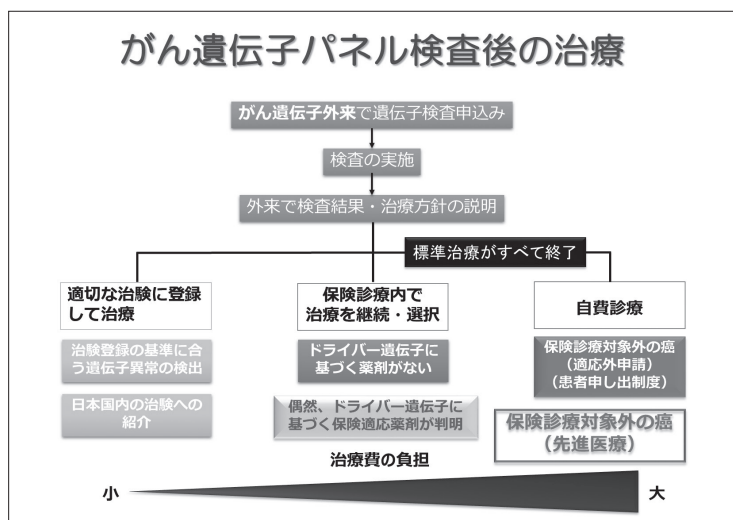 がん遺伝子パネル検査後の治療
がん遺伝子外来で遺伝子検査申込み
検査の実施
外来で検査結果・治療方針の説明
標準治療がすべて終了
適切な治験に登録
して治療
治験登録の基準に合
う遺伝子異常の検出
日本国内の治験への
紹介
保険診療内で
治療を継続・選択
ドライバー遺伝子に
基づく薬剤がない
偶然、ドライバー遺伝子に
基づく保険適応薬剤が判明
自費診療
保険診療対象外の癌
(適応外申請)
(患者申し出制度)
保険診療対象外の癌
(先進医療)
治療費の負担
小
大